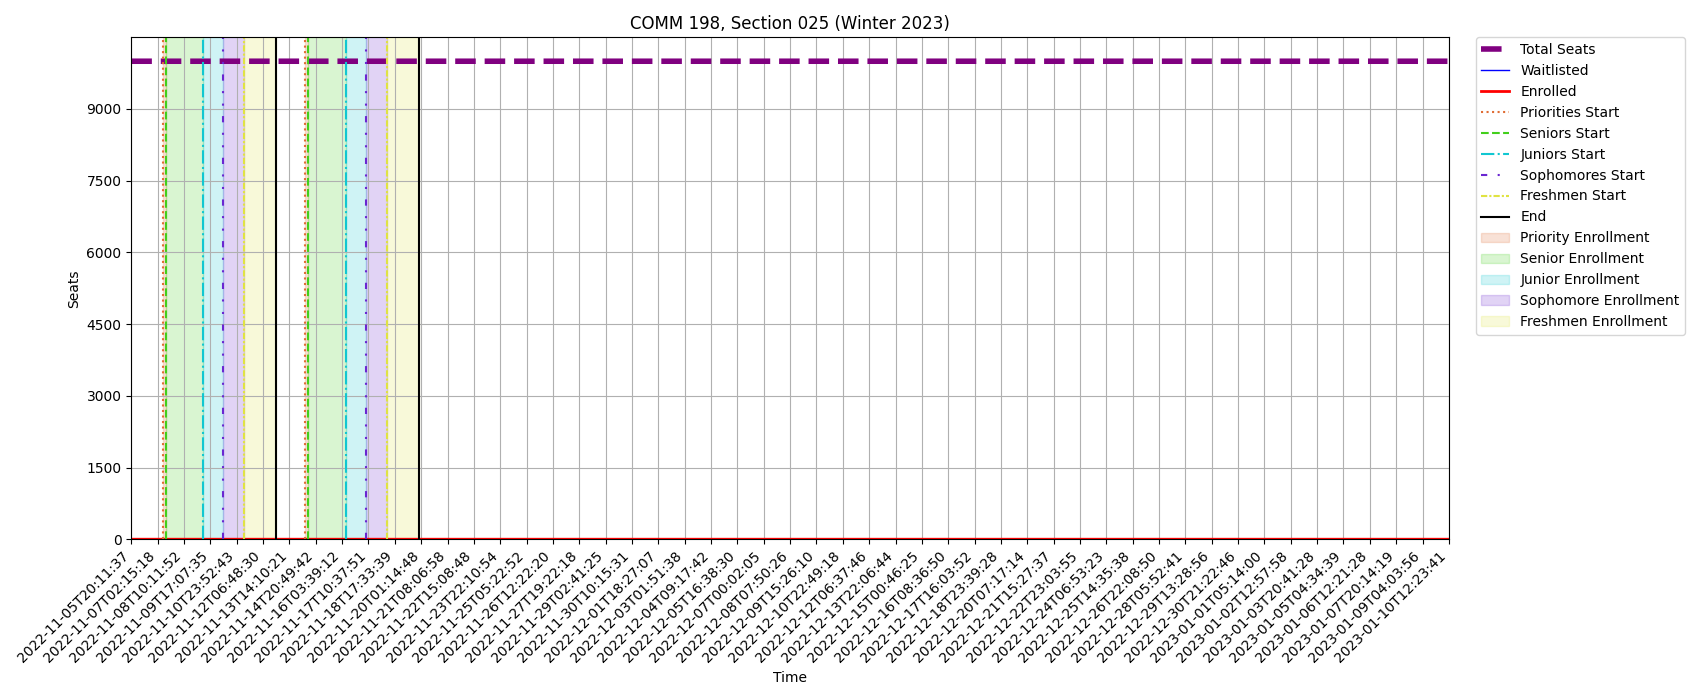 COMM 198, Section 025 (Winter 2023)
Seats
9000
7500
6000
4500
3000
1500
0
2022-11-05T20:11:37
2022-11-07T02:15:18
2022-11-08T10:11:52
2022-11-09T17:07:35
2022-11-10T23:52:43
2022-11-12T06:48:30
2022-11-13T14:10:21
2022-11-14T20:49:42
2022-11-16T03:39:12
2022-11-17T10:37:51
2022-11-18T17:33:39
2022-11-20T01:14:48
2022-11-21T08:06:58
2022-11-22T15:08:48
2022-11-23T22:10:54
2022-11-25T05:22:52
2022-11-26T12:22:20
2022-11-27T19:22:18
2022-11-29T02:41:25
2022-11-30T10:15:31
2022-12-01T18:27:07
2022-12-03T01:51:38
2022-12-04T09:17:42
2022-12-05T16:38:30
2022-12-07T00:02:05
2022-12-08T07:50:26
2022-12-09T15:26:10
2022-12-10T22:49:18
2022-12-12T06:37:46
2022-12-13T22:06:44
2022-12-15T00:46:25
2022-12-16T08:36:50
2022-12-17T16:03:52
2022-12-18T23:39:28
2022-12-20T07:17:14
2022-12-21T15:27:37
2022-12-22T23:03:55
2022-12-24T06:53:23
2022-12-25T14:35:38
2022-12-26T22:08:50
2022-12-28T05:52:41
2022-12-29T13:28:56
2022-12-30T21:22:46
2023-01-01T05:14:00
2023-01-02T12:57:58
2023-01-03T20:41:28
2023-01-05T04:34:39
2023-01-06T12:21:28
2023-01-07T20:14:19
2023-01-09T04:03:56
2023-01-10T12:23:41
Time
Total Seats
Waitlisted
Enrolled
Priorities Start
Seniors Start
Juniors Start
Sophomores Start
Freshmen Start
End
Priority Enrollment
Senior Enrollment
Junior Enrollment
Sophomore Enrollment
Freshmen Enrollment